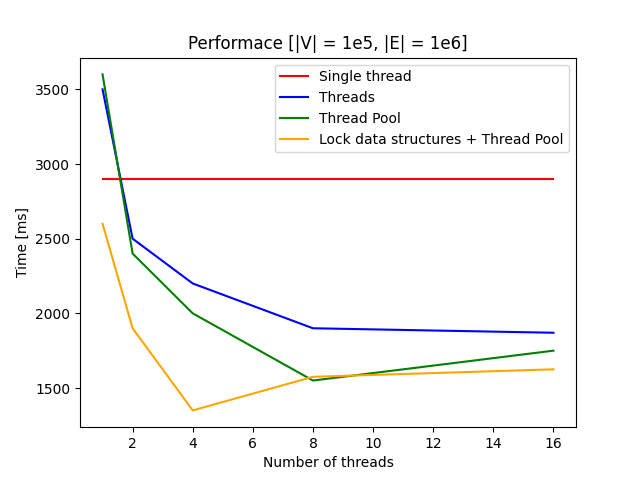 Performace [|V| = 1e5, |E| = 1e6]
Single thread
Threads
Thread Pool
Lock data structures + Thread Pool
Time [ms]
3500
3000
2500
2000
1500
2 4 6 8 10 12 14 16
Number of threads